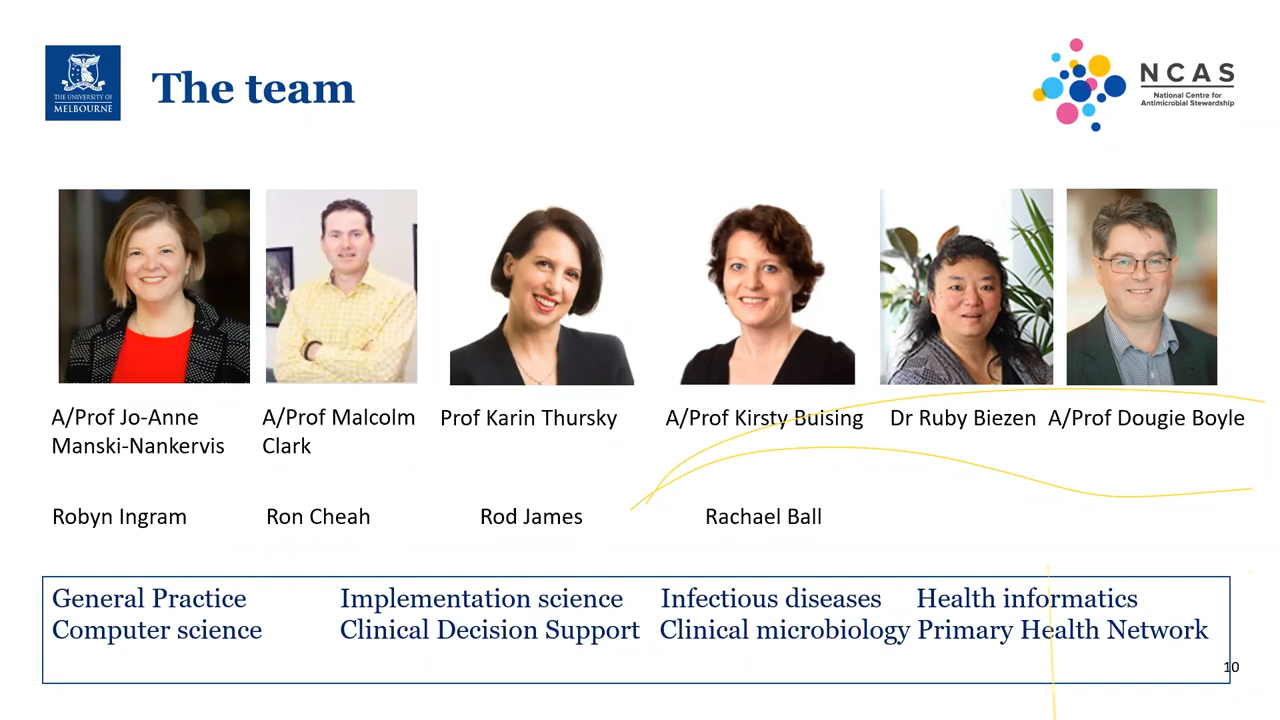 THE UNIVERSITY OF
MELBOURNE
The team
NCAS
National Centre for
Antimicrobial Stewardship
A/Prof Jo-Anne
Manski-Nankervis
A/Prof Malcolm
Clark
Prof Karin Thursky
A/Prof Kirsty Buising
Dr Ruby Biezen
A/Prof Dougie Boyle
Robyn Ingram
Ron Cheah
Rod James
Rachael Ball
General Practice
Implementation science
Infectious diseases
Health informatics
Computer science
Clinical Decision Support
Clinical microbiology
Primary Health Network
10